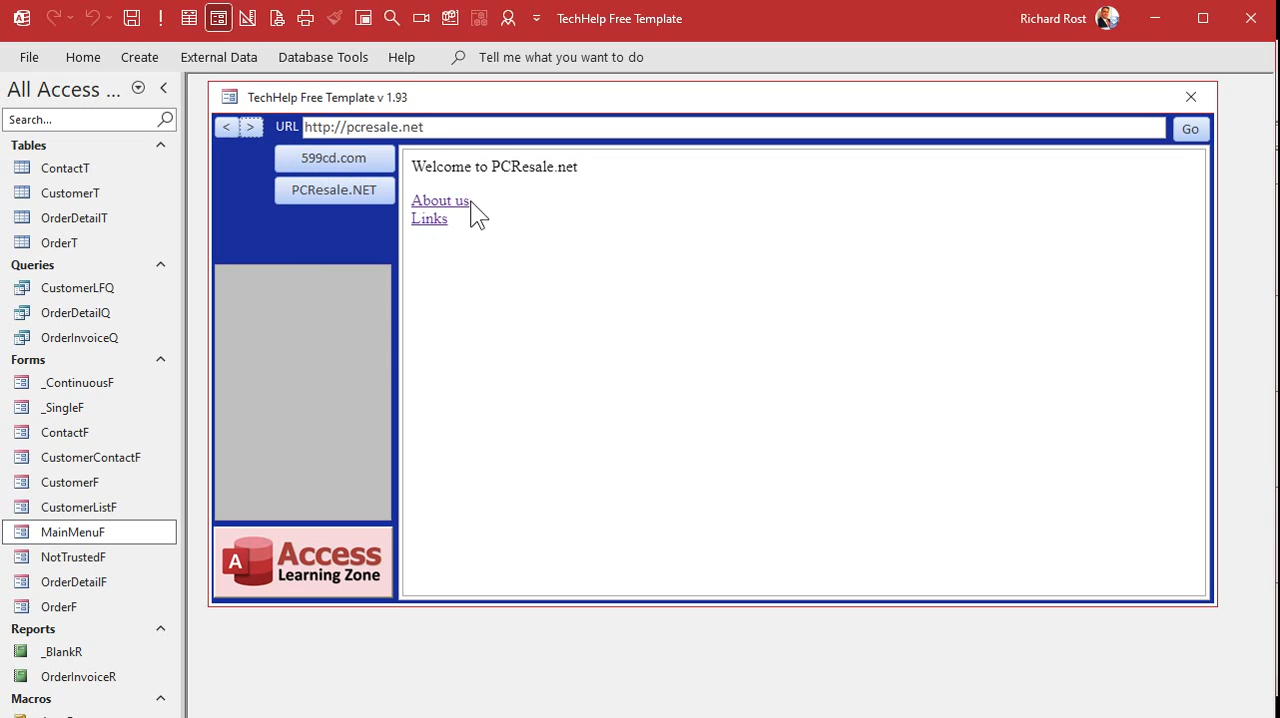 TechHelp Free Template
Richard Rost
File Home Create External Data Database Tools Help Tell me what you want to do
All Access ...
Search...
Tables
ContactT
CustomerT
OrderDetailT
OrderT
Queries
CustomerLFQ
OrderDetailQ
OrderInvoiceQ
Forms
_ContinuousF
_SingleF
ContactF
CustomerContactF
CustomerF
CustomerListF
MainMenuF
NotTrustedF
OrderDetailF
OrderF
Reports
_BlankR
OrderInvoiceR
Macros
TechHelp Free Template v 1.93
< > URL http://pcresale.net Go
599cd.com
PCResale.NET
Welcome to PCResale.net
About us
Links
A Access
Learning Zone